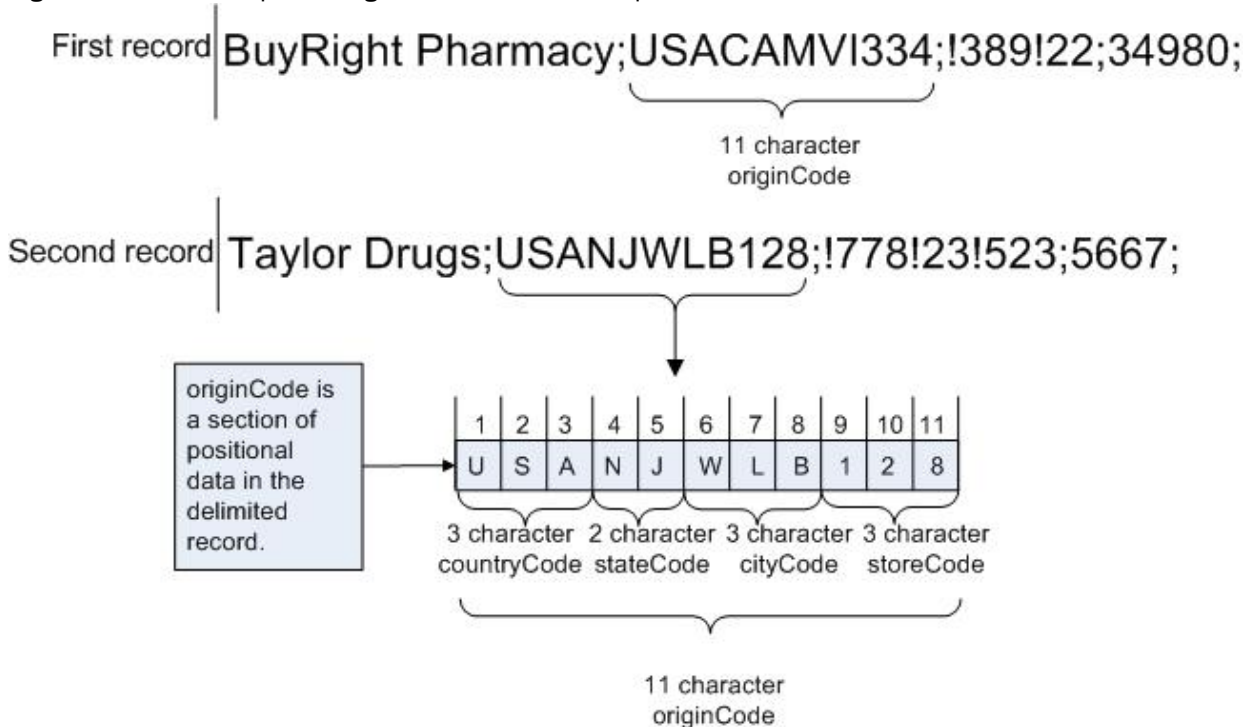 First record BuyRight Pharmacy;USACAMVI334;!389!22;34980;
11 character
originCode
Second record Taylor Drugs;USANJWLB128;!778!23!523;5667;
originCode is
a section of
positional
data in the
delimited
record.
1 2 3 4 5 6 7 8 9 10 11
U S A N J W L B 1 2 8
3 character 2 character 3 character 3 character
countryCode stateCode cityCode storeCode
11 character
originCode